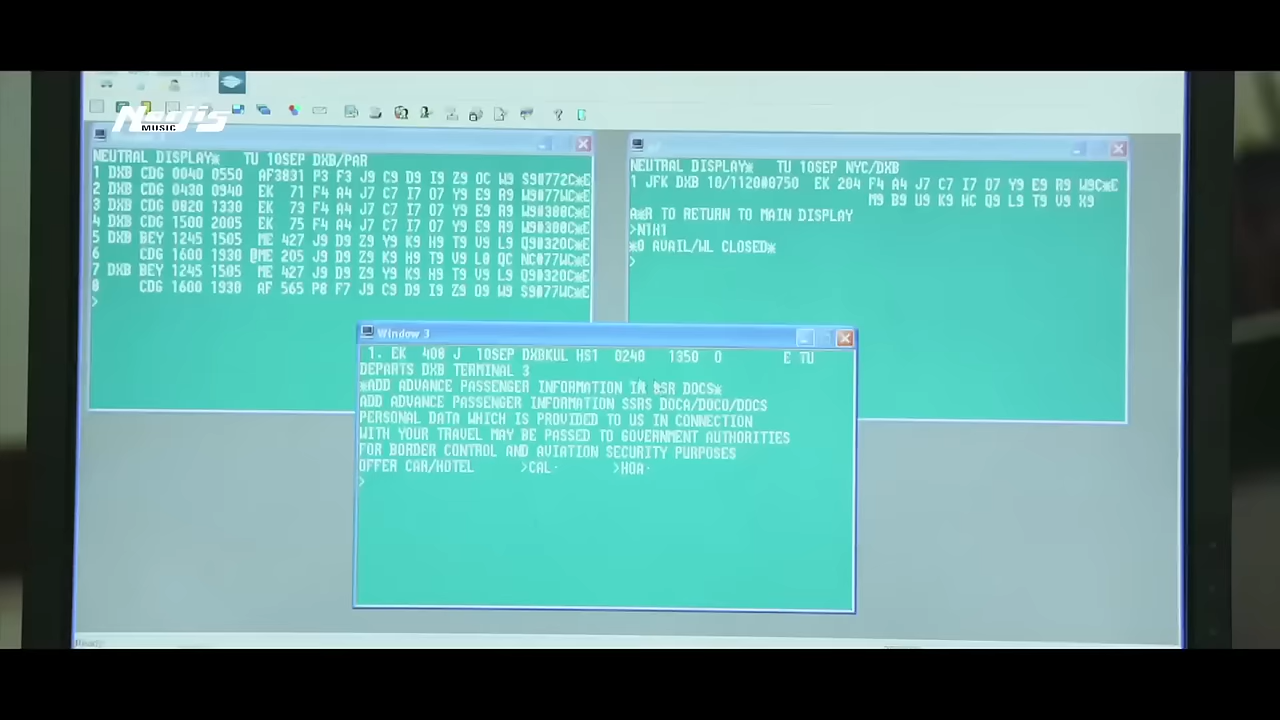 Nerjis
MUSIC
NEUTRAL DISPLAY* TU 10SEP DXB/PAR
1 DXB CDG 0040 0550 AF3831 P3 F3 J9 C9 D9 I9 Z9 OC W9 S90772C*E
2 DXB CDG 0430 0940 EK 71 F4 A4 J7 C7 I7 O7 Y9 E9 R9 W9077WC*E
3 DXB CDG 0820 1330 EK 73 F4 A4 J7 C7 I7 O7 Y9 E9 R9 W90388C*E
4 DXB CDG 1500 2005 EK 75 F4 A4 J7 C7 I7 O7 Y9 E9 R9 W90388C*E
5 DXB BEY 1245 1505 ME 427 J9 D9 Z9 Y9 K9 H9 T9 V9 L9 Q90320C*E
6 CDG 1600 1930 @ME 205 J9 D9 Z9 K9 H9 T9 V9 L8 QC NC077WC*E
7 DXB BEY 1245 1505 ME 427 J9 D9 Z9 Y9 K9 H9 T9 V9 L9 Q90320C*E
8 CDG 1600 1930 AF 565 P8 F7 J9 C9 D9 I9 Z9 O9 W9 S9077WC*E
>
NEUTRAL DISPLAY* TU 10SEP NYC/DXB
1 JFK DXB 10/1120#0750 EK 204 F4 A4 J7 C7 I7 O7 Y9 E9 R9 W9C*E
M9 B9 U9 K9 HC Q9 L9 T9 V9 X9
A*R TO RETURN TO MAIN DISPLAY
>N1H1
*0 AVAIL/WL CLOSED*
>
Window 3
1. EK 408 J 10SEP DXBKUL HS1 0240 1350 O E TU
DEPARTS DXB TERMINAL 3
*ADD ADVANCE PASSENGER INFORMATION IN SSR DOCS*
ADD ADVANCE PASSENGER INFORMATION SSRS DOCA/DOCO/DOCS
PERSONAL DATA WHICH IS PROVIDED TO US IN CONNECTION
WITH YOUR TRAVEL MAY BE PASSED TO GOVERNMENT AUTHORITIES
FOR BORDER CONTROL AND AVIATION SECURITY PURPOSES
OFFER CAR/HOTEL >CAL· >HOA·
>